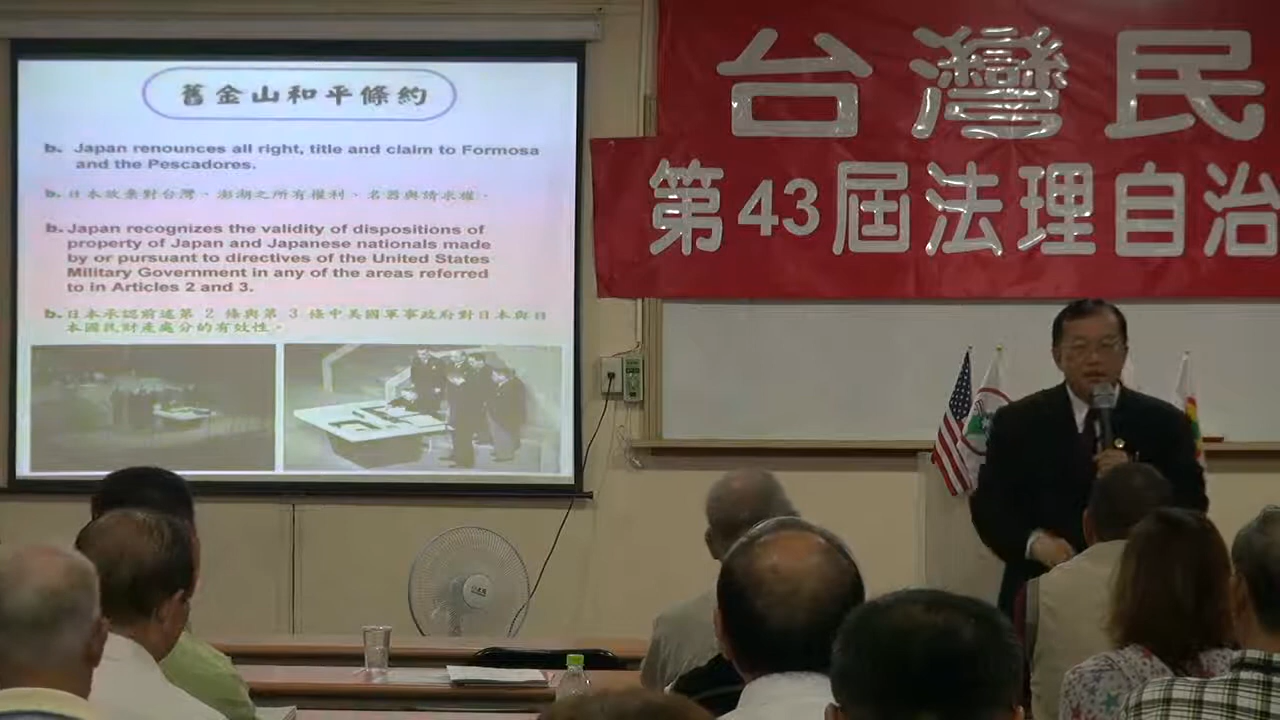 舊金山和平條約
b. Japan renounces all right, title and claim to Formosa
and the Pescadores.
b. 日本放棄對台灣、澎湖之所有權利、名器與請求權。
b. Japan recognizes the validity of dispositions of
property of Japan and Japanese nationals made
by or pursuant to directives of the United States
Military Government in any of the areas referred
to in Articles 2 and 3.
b. 日本承認前述第 2 條與第 3 條中美國軍事政府對日本與日
本國民財產處分的有效性。
台灣民
第43屆法理自治